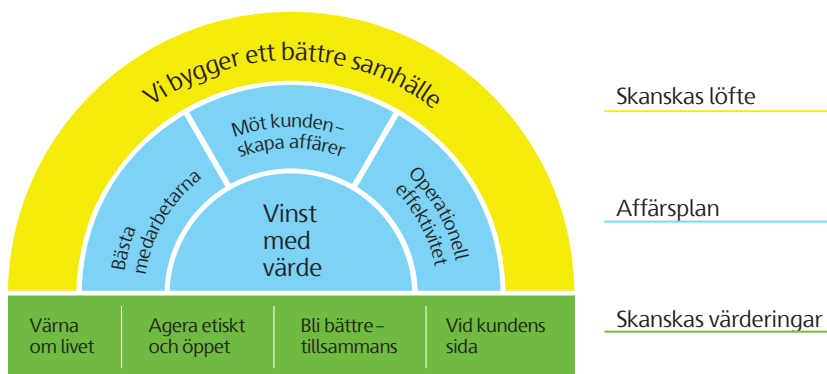 Vi bygger ett bättre samhälle
Möt kunden–
skapa affärer
Bästa
medarbetarna
Operationell
effektivitet
Vinst
med
värde
Värna
om livet
Agera etiskt
och öppet
Bli bättre–
tillsammans
Vid kundens
sida
Skanskas löfte
Affärsplan
Skanskas värderingar